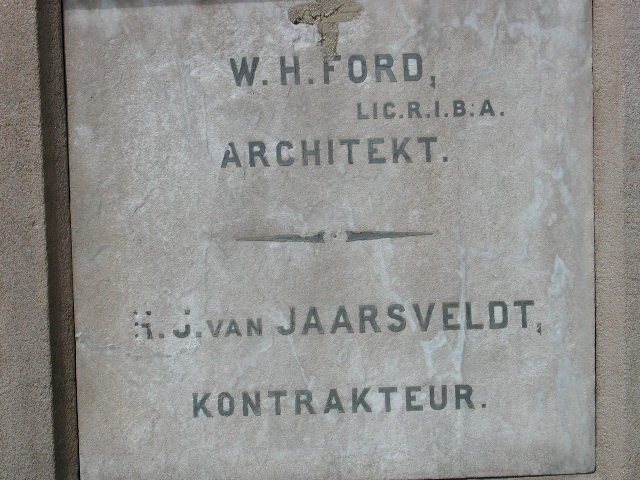 W. H. FORD,
LIC. R. I. B. A.
ARCHITEKT.
H. J. VAN JAARSVELDT,
KONTRAKTEUR.